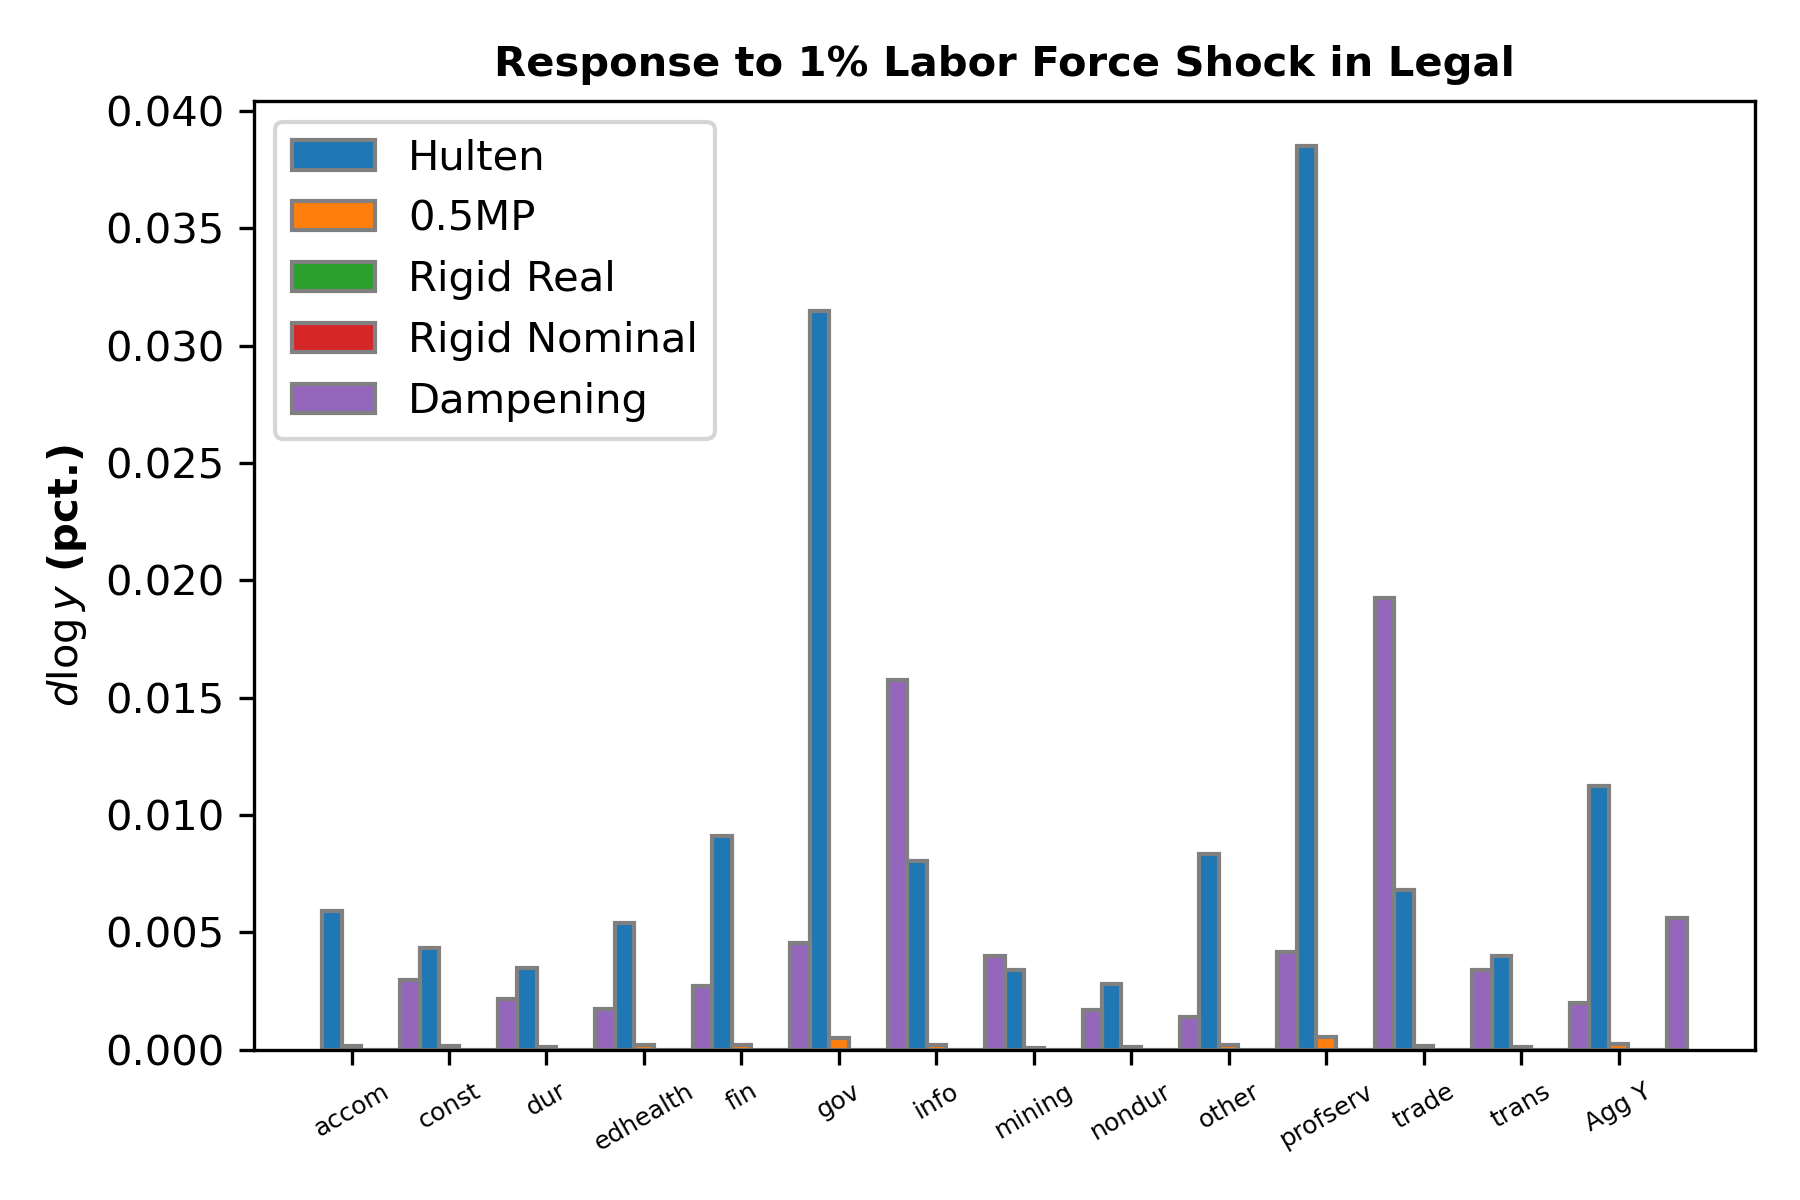 Response to 1% Labor Force Shock in Legal
0.040
0.035
0.030
0.025
0.020
0.015
0.010
0.005
0.000
dlog y (pct.)
Hulten
0.5MP
Rigid Real
Rigid Nominal
Dampening
accom
const
dur
edhealth
fin
gov
info
mining
nondur
other
profserv
trade
trans
Agg Y